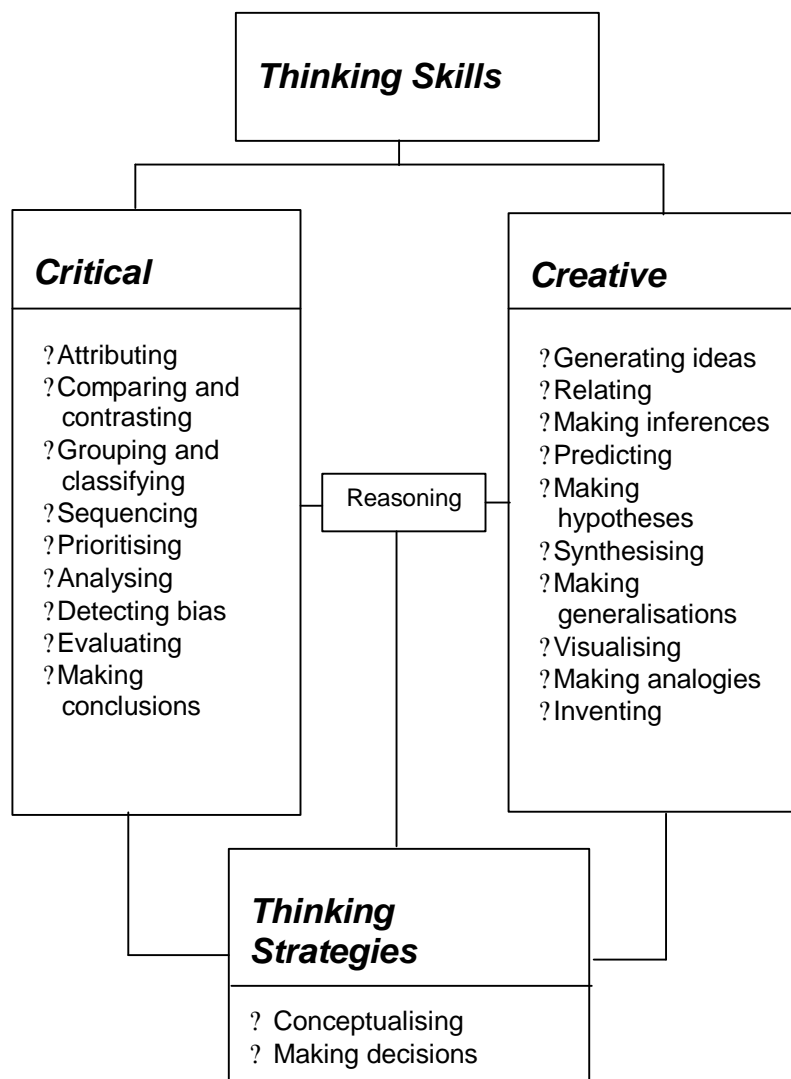 Thinking Skills
Critical
?Attributing
?Comparing and
contrasting
?Grouping and
classifying
?Sequencing
?Prioritising
?Analysing
?Detecting bias
?Evaluating
?Making
conclusions
Reasoning
Creative
?Generating ideas
?Relating
?Making inferences
?Predicting
?Making
hypotheses
?Synthesising
?Making
generalisations
?Visualising
?Making analogies
?Inventing
Thinking
Strategies
? Conceptualising
? Making decisions